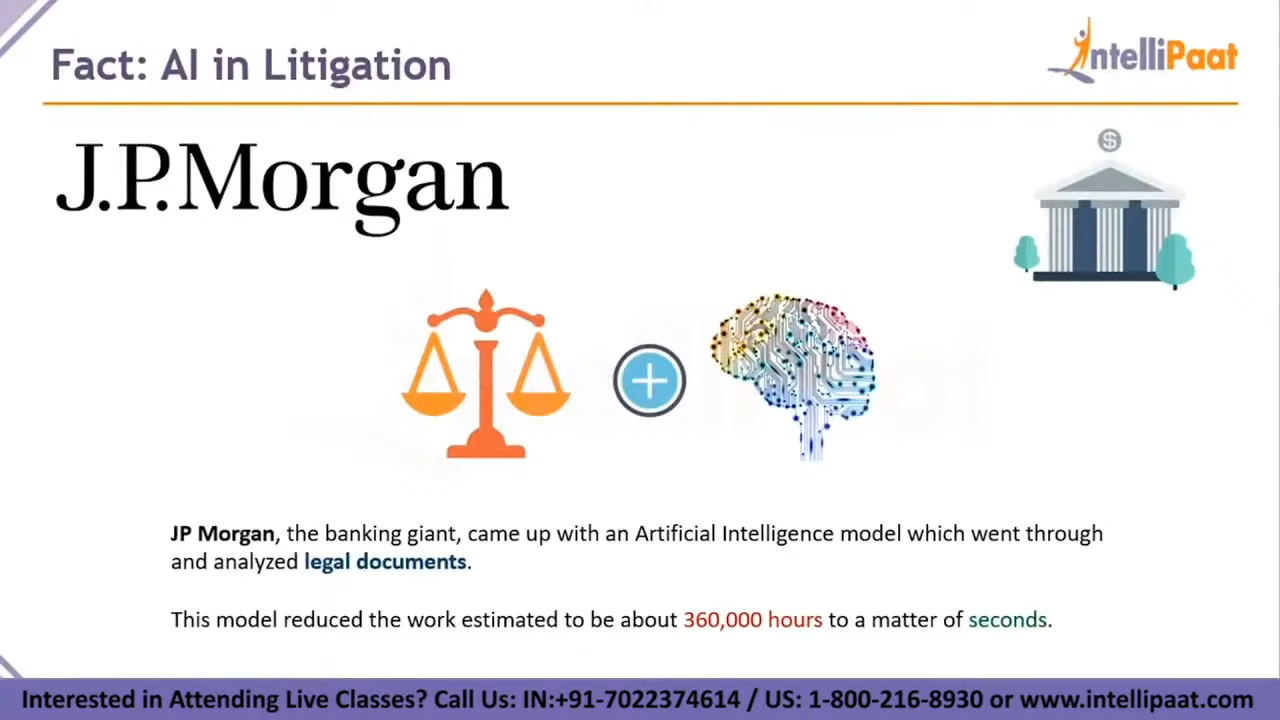 Fact: AI in Litigation
IntelliPaat
J.P.Morgan
$
JP Morgan, the banking giant, came up with an Artificial Intelligence model which went through
and analyzed legal documents.
This model reduced the work estimated to be about 360,000 hours to a matter of seconds.
Interested in Attending Live Classes? Call Us: IN:+91-7022374614 / US: 1-800-216-8930 or www.intellipaat.com